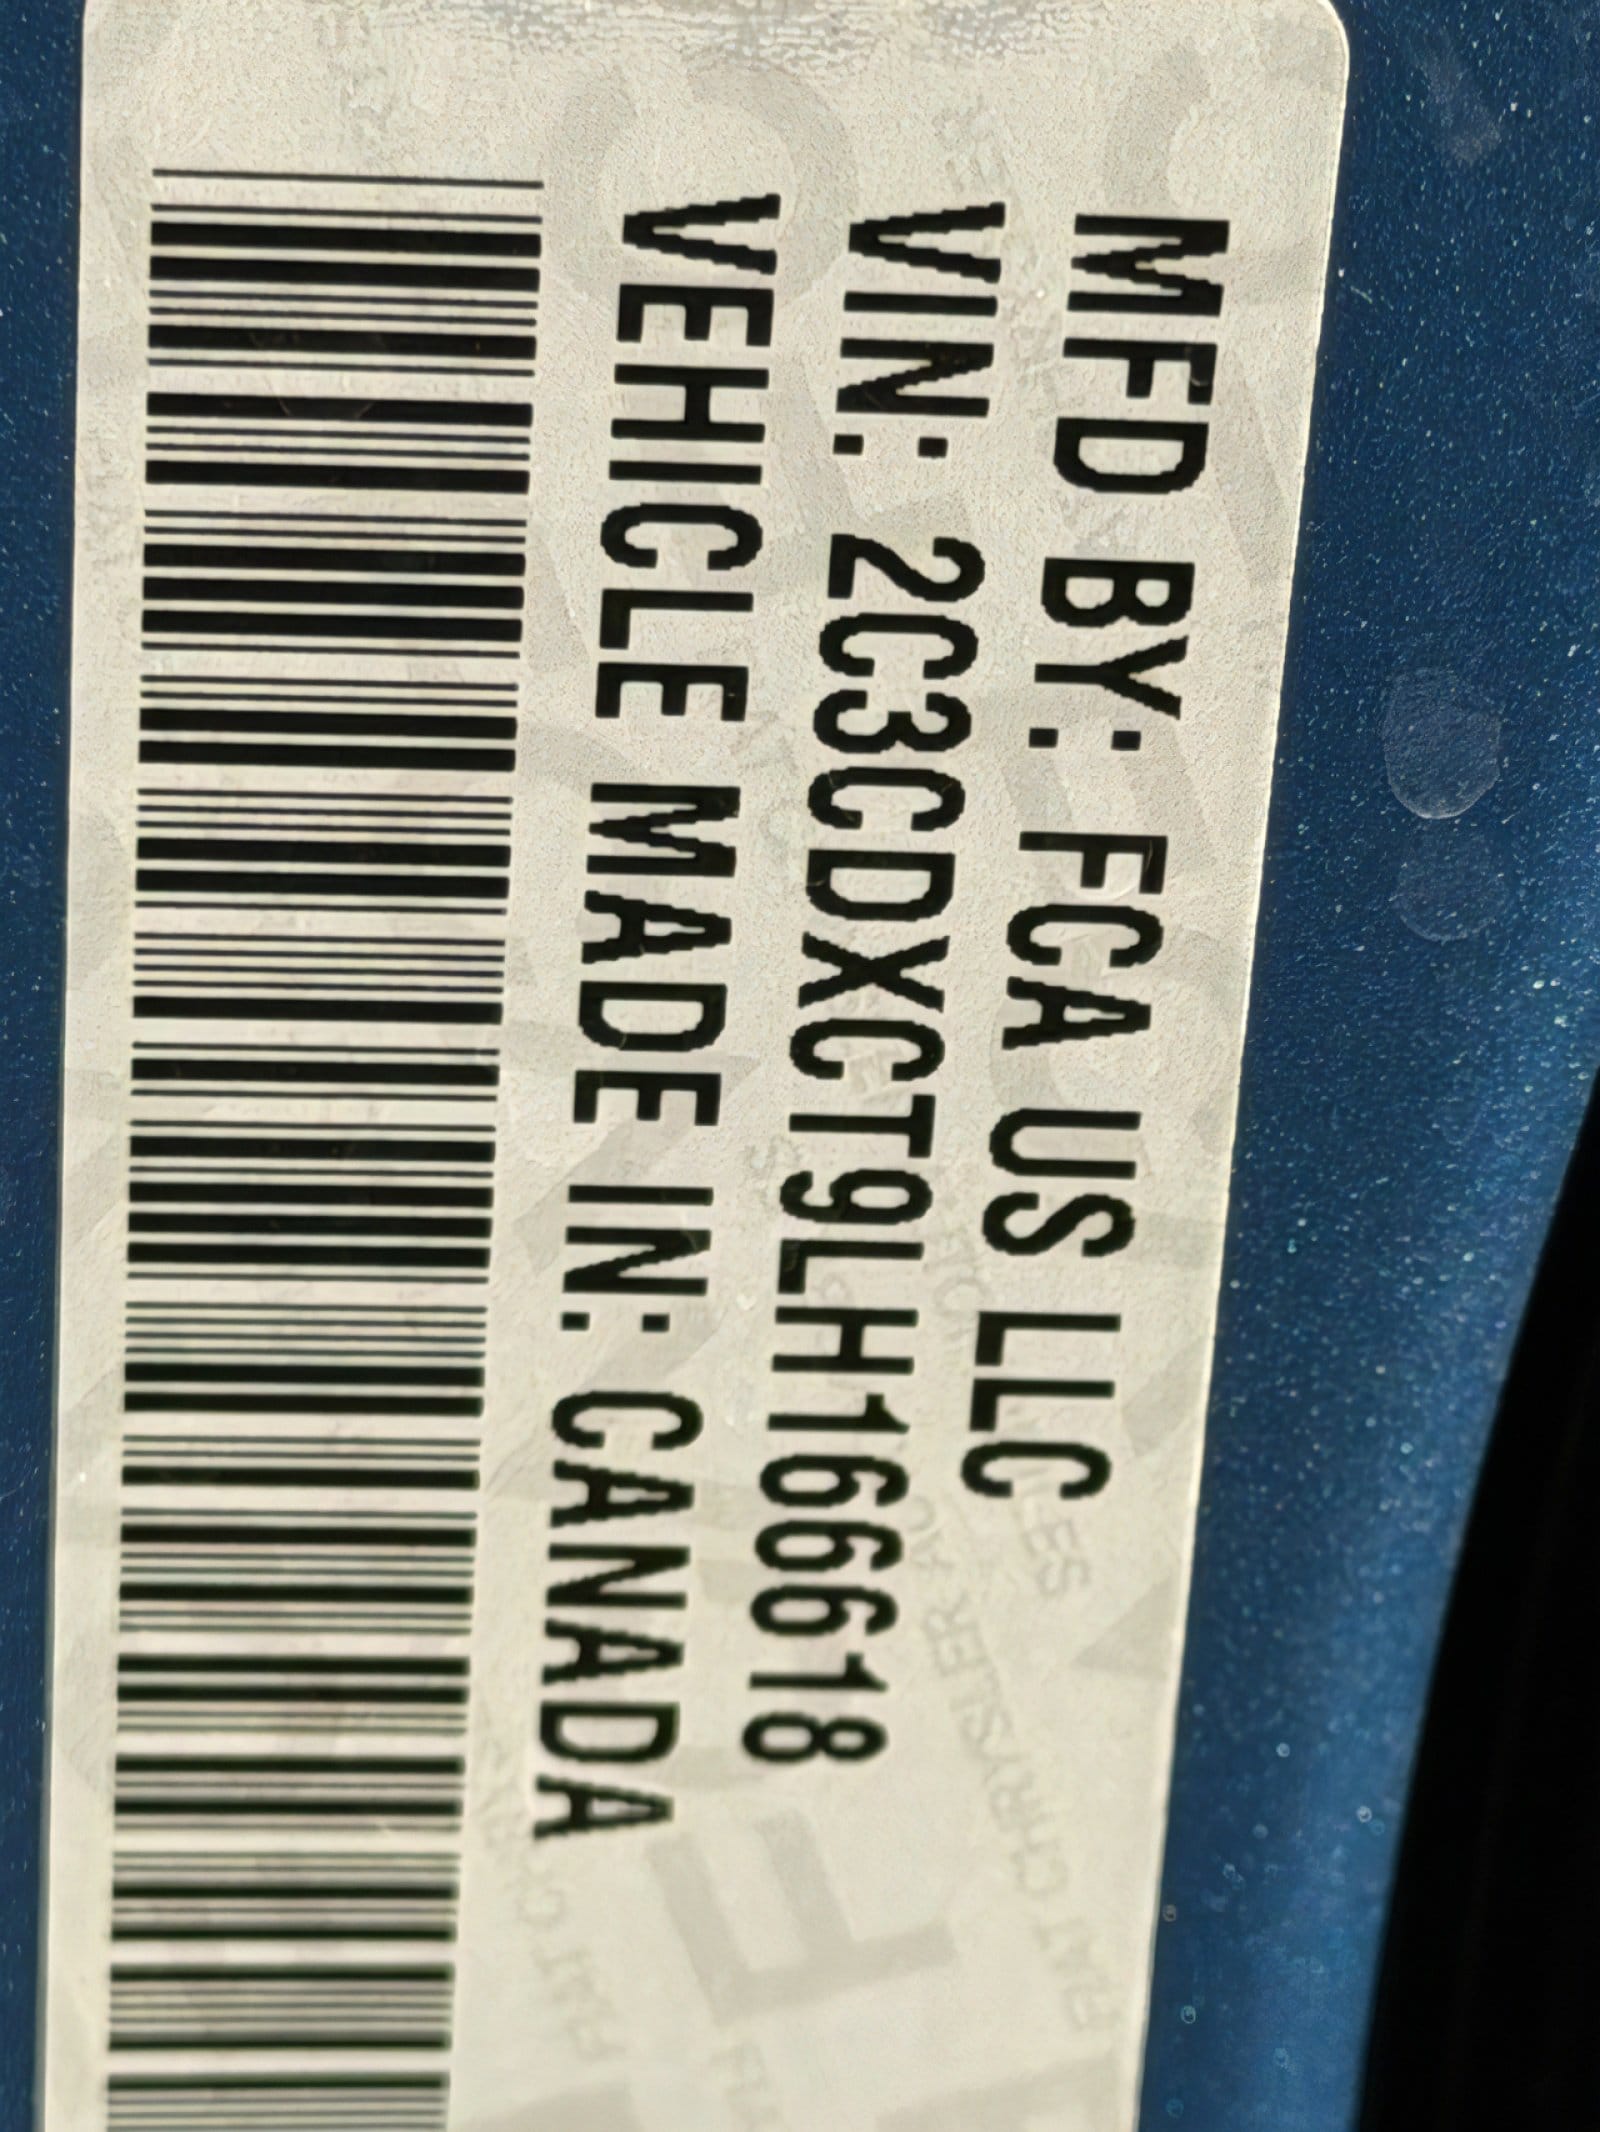 MFD BY: FCA US LLC
VIN: 2C3CDXCT9LH166618
VEHICLE MADE IN: CANADA